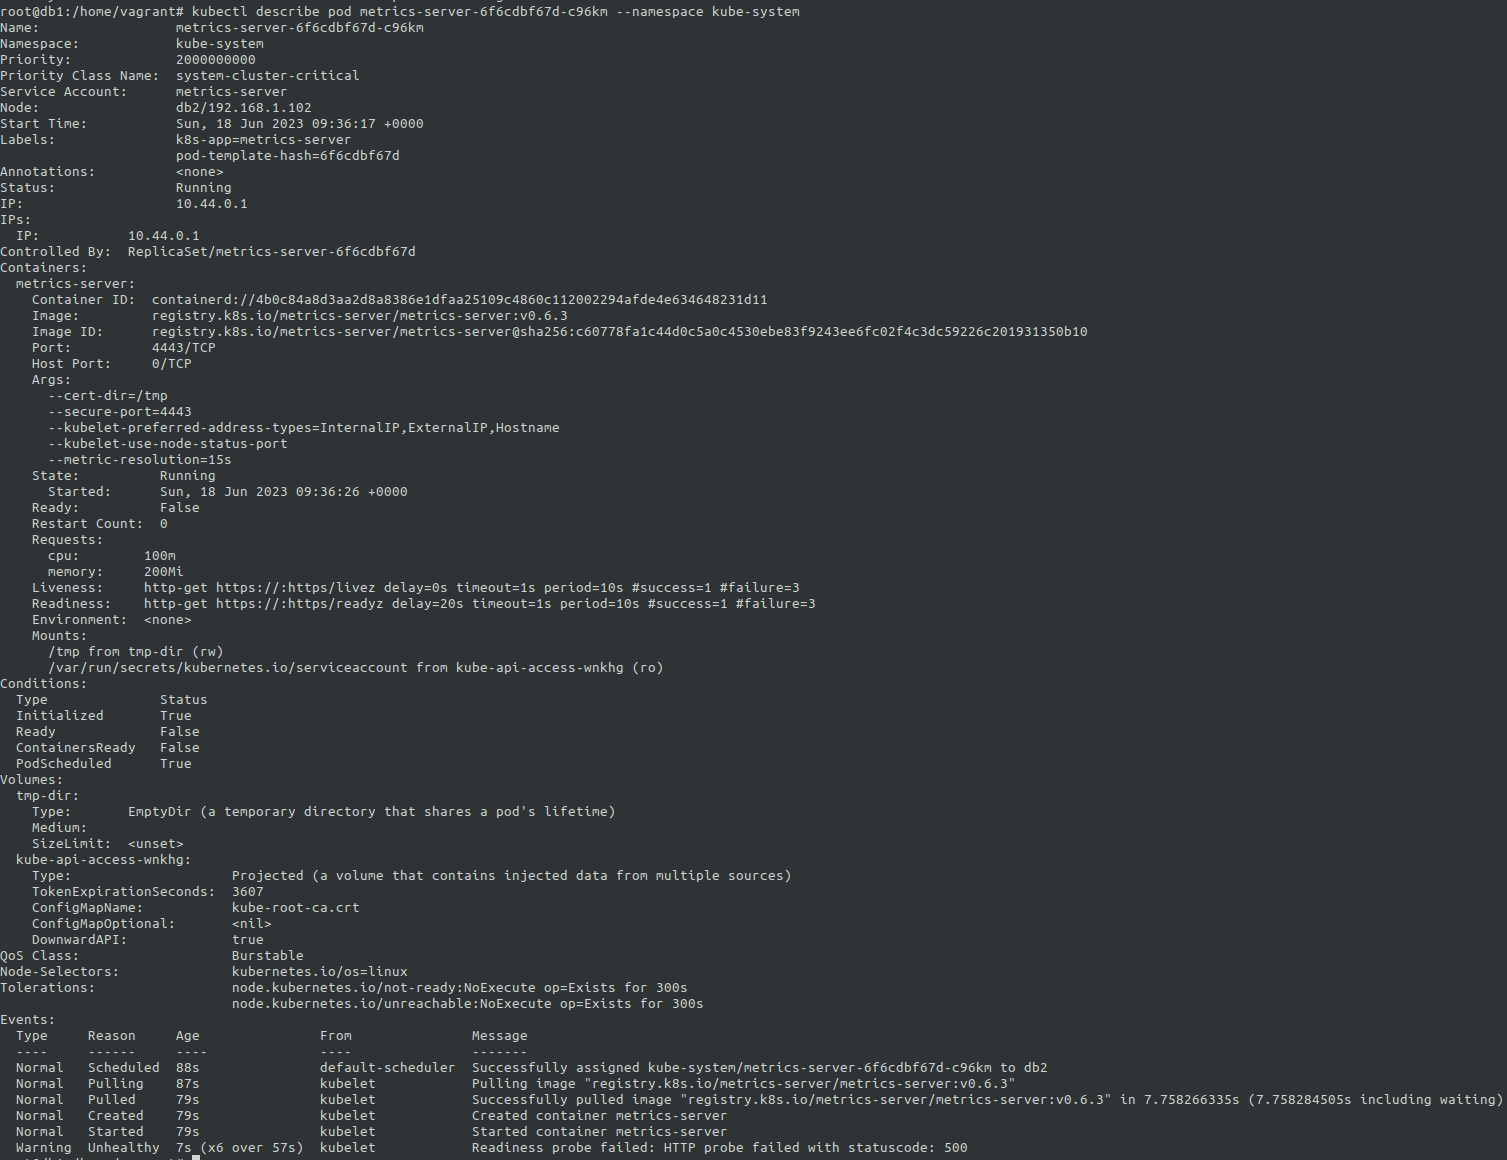 root@db1:/home/vagrant# kubectl describe pod metrics-server-6f6cdbf67d-c96km --namespace kube-system
Name:                 metrics-server-6f6cdbf67d-c96km
Namespace:            kube-system
Priority:             2000000000
Priority Class Name:  system-cluster-critical
Service Account:      metrics-server
Node:                 db2/192.168.1.102
Start Time:           Sun, 18 Jun 2023 09:36:17 +0000
Labels:               k8s-app=metrics-server
                      pod-template-hash=6f6cdbf67d
Annotations:          <none>
Status:               Running
IP:                   10.44.0.1
IPs:
  IP:           10.44.0.1
Controlled By:  ReplicaSet/metrics-server-6f6cdbf67d
Containers:
  metrics-server:
    Container ID:  containerd://4b0c84a8d3aa2d8a8386e1dfaa25109c4860c112002294afde4e634648231d11
    Image:         registry.k8s.io/metrics-server/metrics-server:v0.6.3
    Image ID:      registry.k8s.io/metrics-server/metrics-server@sha256:c60778fa1c44d0c5a0c4530ebe83f9243ee6fc02f4c3dc59226c201931350b10
    Port:          4443/TCP
    Host Port:     0/TCP
    Args:
      --cert-dir=/tmp
      --secure-port=4443
      --kubelet-preferred-address-types=InternalIP,ExternalIP,Hostname
      --kubelet-use-node-status-port
      --metric-resolution=15s
    State:          Running
      Started:      Sun, 18 Jun 2023 09:36:26 +0000
    Ready:          False
    Restart Count:  0
    Requests:
      cpu:        100m
      memory:     200Mi
    Liveness:     http-get https://:https/livez delay=0s timeout=1s period=10s #success=1 #failure=3
    Readiness:    http-get https://:https/readyz delay=20s timeout=1s period=10s #success=1 #failure=3
    Environment:  <none>
    Mounts:
      /tmp from tmp-dir (rw)
      /var/run/secrets/kubernetes.io/serviceaccount from kube-api-access-wnkhg (ro)
Conditions:
  Type              Status
  Initialized       True
  Ready             False
  ContainersReady   False
  PodScheduled      True
Volumes:
  tmp-dir:
    Type:       EmptyDir (a temporary directory that shares a pod's lifetime)
    Medium:
    SizeLimit:  <unset>
  kube-api-access-wnkhg:
    Type:                    Projected (a volume that contains injected data from multiple sources)
    TokenExpirationSeconds:  3607
    ConfigMapName:           kube-root-ca.crt
    ConfigMapOptional:       <nil>
    DownwardAPI:             true
QoS Class:                   Burstable
Node-Selectors:              kubernetes.io/os=linux
Tolerations:                 node.kubernetes.io/not-ready:NoExecute op=Exists for 300s
                             node.kubernetes.io/unreachable:NoExecute op=Exists for 300s
Events:
  Type     Reason     Age               From               Message
  ----     ------     ----              ----               -------
  Normal   Scheduled  88s               default-scheduler  Successfully assigned kube-system/metrics-server-6f6cdbf67d-c96km to db2
  Normal   Pulling    87s               kubelet            Pulling image "registry.k8s.io/metrics-server/metrics-server:v0.6.3"
  Normal   Pulled     79s               kubelet            Successfully pulled image "registry.k8s.io/metrics-server/metrics-server:v0.6.3" in 7.758266335s (7.758284505s including waiting)
  Normal   Created    79s               kubelet            Created container metrics-server
  Normal   Started    79s               kubelet            Started container metrics-server
  Warning  Unhealthy  7s (x6 over 57s)  kubelet            Readiness probe failed: HTTP probe failed with statuscode: 500